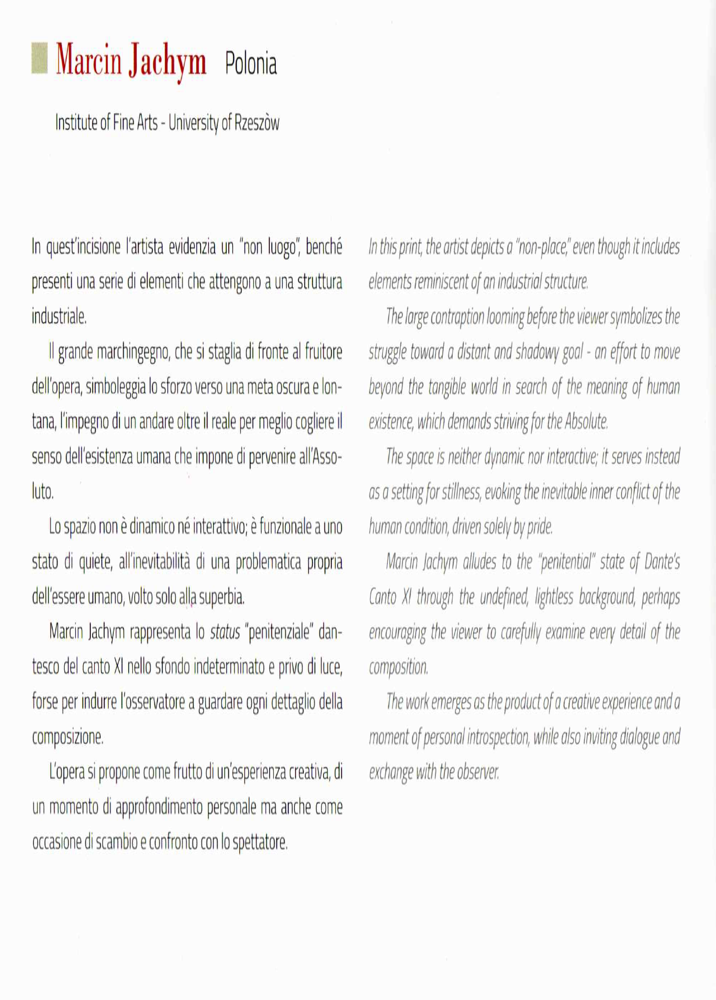 Marcin Jachym Polonia
Institute of Fine Arts - University of Rzeszòw
In quest'incisione l'artista evidenzia un "non luogo", benché
presenti una serie di elementi che attengono a una struttura
industriale.
Il grande marchingegno, che si staglia di fronte al fruitore
dell'opera, simboleggia lo sforzo verso una meta oscura e lon-
tana, l'impegno di un andare oltre il reale per meglio cogliere il
senso dell'esistenza umana che impone di pervenire all'Asso-
luto.
Lo spazio non è dinamico né interattivo; è funzionale a uno
stato di quiete, all'inevitabilità di una problematica propria
dell'essere umano, volto solo alla superbia.
Marcin Jachym rappresenta lo status "penitenziale" dan-
tesco del canto XI nello sfondo indeterminato e privo di luce,
forse per indurre l'osservatore a guardare ogni dettaglio della
composizione.
L'opera si propone come frutto di un'esperienza creativa, di
un momento di approfondimento personale ma anche come
occasione di scambio e confronto con lo spettatore.
In this print, the artist depicts a "non-place," even though it includes
elements reminiscent of an industrial structure.
The large contraption looming before the viewer symbolizes the
struggle toward a distant and shadowy goal - an effort to move
beyond the tangible world in search of the meaning of human
existence, which demands striving for the Absolute.
The space is neither dynamic nor interactive; it serves instead
as a setting for stillness, evoking the inevitable inner conflict of the
human condition, driven solely by pride.
Marcin Jachym alludes to the "penitential" state of Dante's
Canto XI through the undefined, lightless background, perhaps
encouraging the viewer to carefully examine every detail of the
composition.
The work emerges as the product of a creative experience and a
moment of personal introspection, while also inviting dialogue and
exchange with the observer.